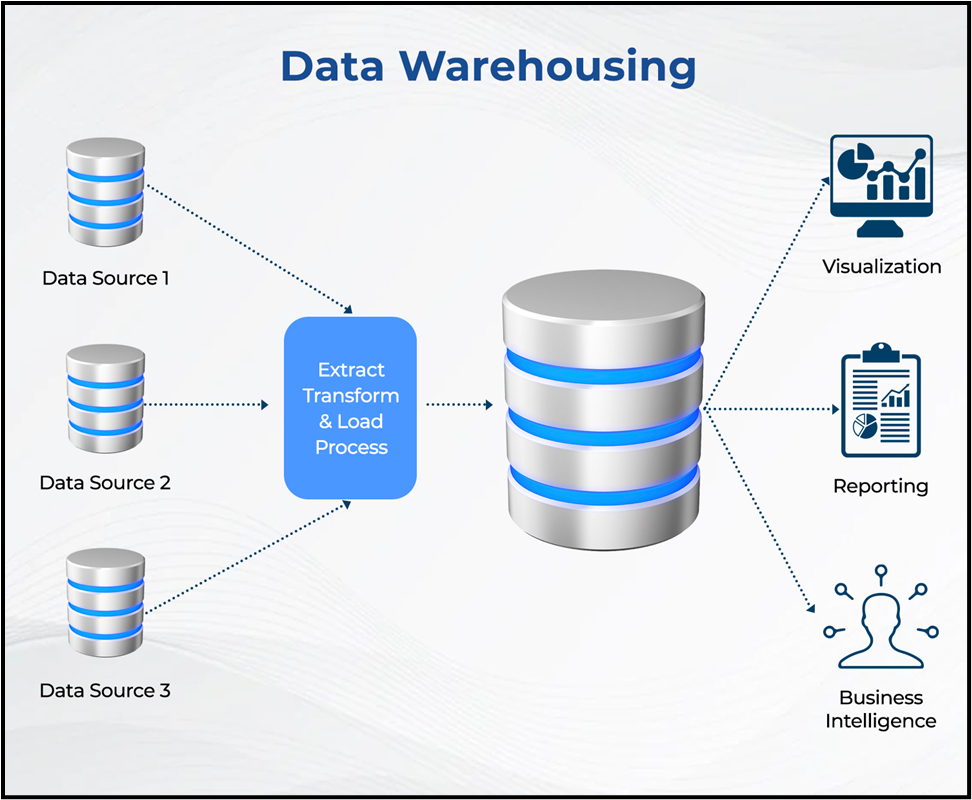 Data Warehousing
Data Source 1
Data Source 2
Data Source 3
Extract
Transform
& Load
Process
Visualization
Reporting
Business
Intelligence